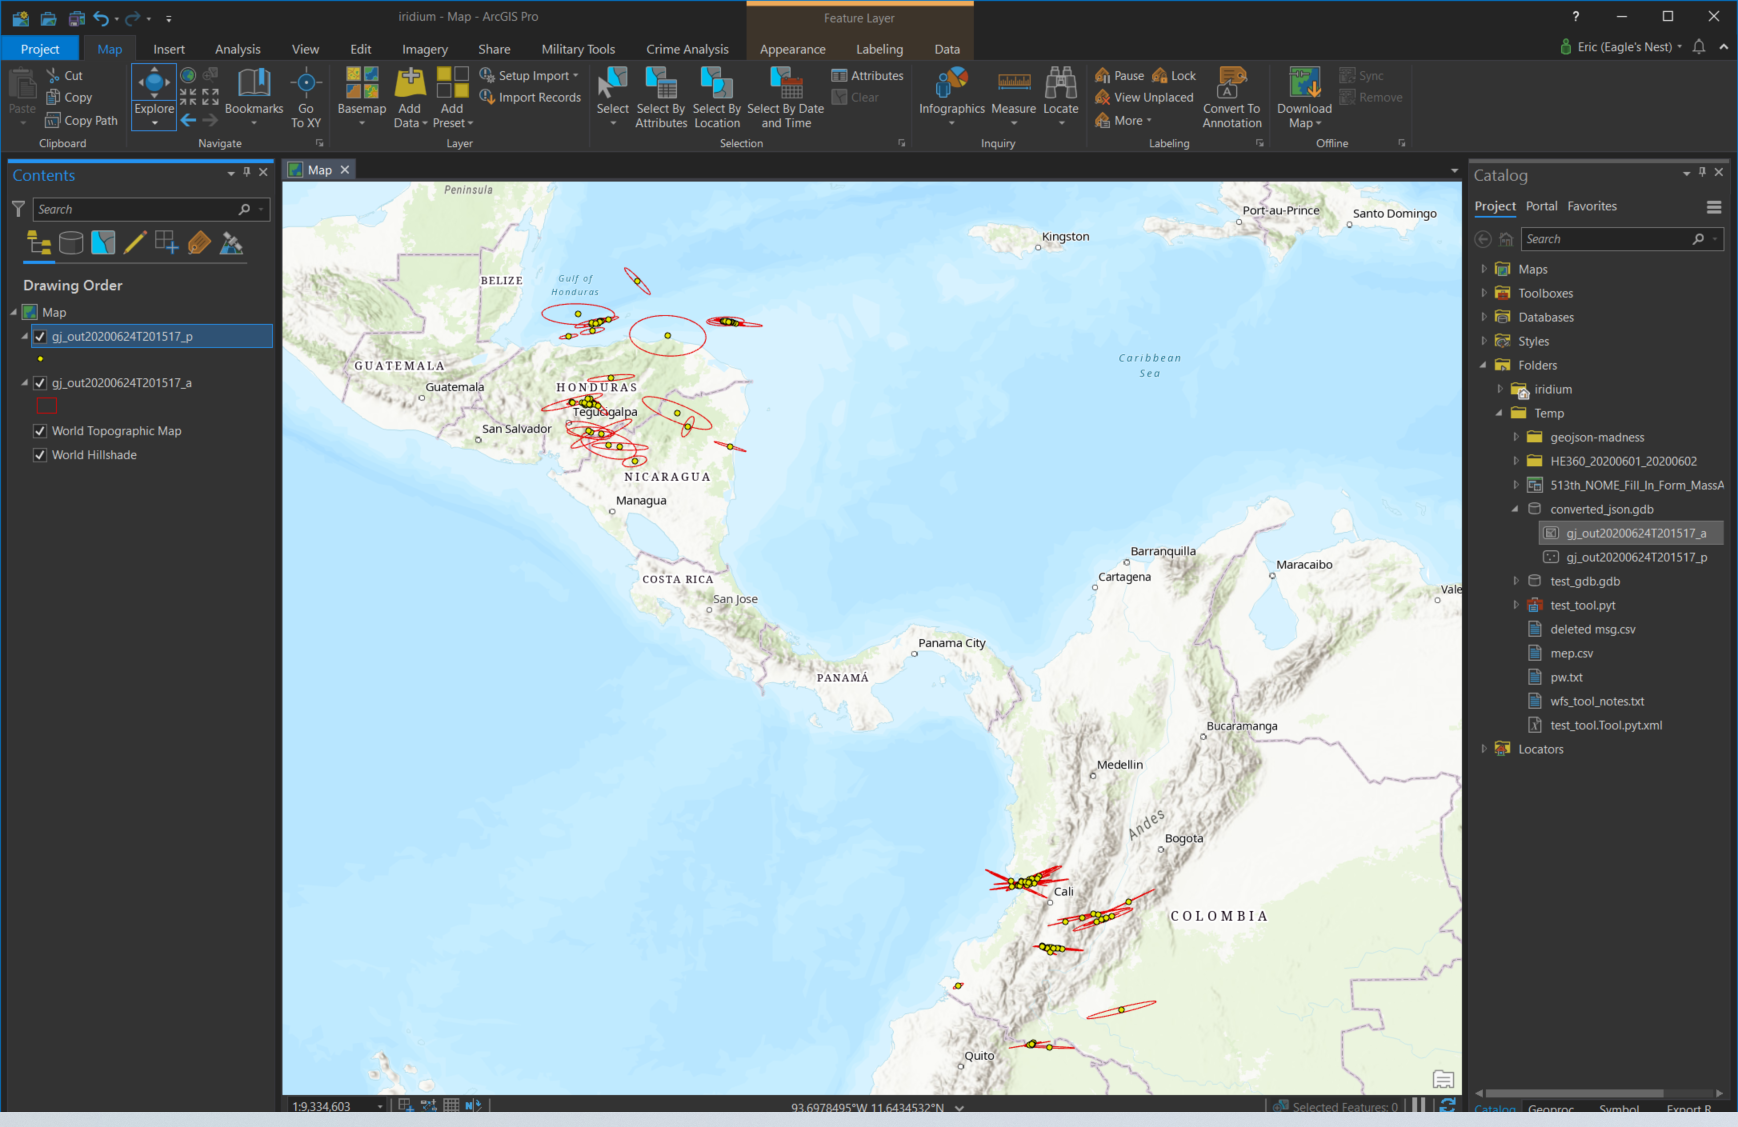 iridium - Map - ArcGIS Pro
Feature Layer
?
Project Map Insert Analysis View Edit Imagery Share Military Tools Crime Analysis Appearance Labeling Data
Eric (Eagle's Nest)
Paste
Cut
Copy
Copy Path
Clipboard
Explore
Bookmarks
Go
To XY
Navigate
Basemap
Add
Data
Add
Preset
Setup Import
Import Records
Layer
Select
Select By
Attributes
Select By
Location
Select By Date
and Time
Attributes
Clear
Selection
Infographics
Measure
Locate
Inquiry
Pause
Lock
View Unplaced
More
Convert To
Annotation
Labeling
Download
Map
Sync
Remove
Offline
Contents
Search
Drawing Order
Map
gj_out20200624T201517_p
gj_out20200624T201517_a
World Topographic Map
World Hillshade
Map
Peninsula
Port-au-Prince
Santo Domingo
Kingston
BELIZE
Gulf of
Honduras
Caribbean
Sea
GUATEMALA
Guatemala
HONDURAS
Tegucigalpa
San Salvador
NICARAGUA
Managua
Barranquilla
Cartagena
Maracaibo
COSTA RICA
San Jose
Vale
Panama City
PANAMÁ
Bucaramanga
Medellin
Andes
Bogota
Cali
COLOMBIA
Quito
1:9,334,603
93.6978495°W 11.6434532°N
Selected Features: 0
Catalog
Project Portal Favorites
Search
Maps
Toolboxes
Databases
Styles
Folders
iridium
Temp
geojson-madness
HE360_20200601_20200602
513th_NOME_Fill_In_Form_MassA
converted_json.gdb
gj_out20200624T201517_a
gj_out20200624T201517_p
test_gdb.gdb
test_tool.pyt
deleted msg.csv
mep.csv
pw.txt
wfs_tool_notes.txt
test_tool.Tool.pyt.xml
Locators
Catalog Geoproc... Symbol... Export R...